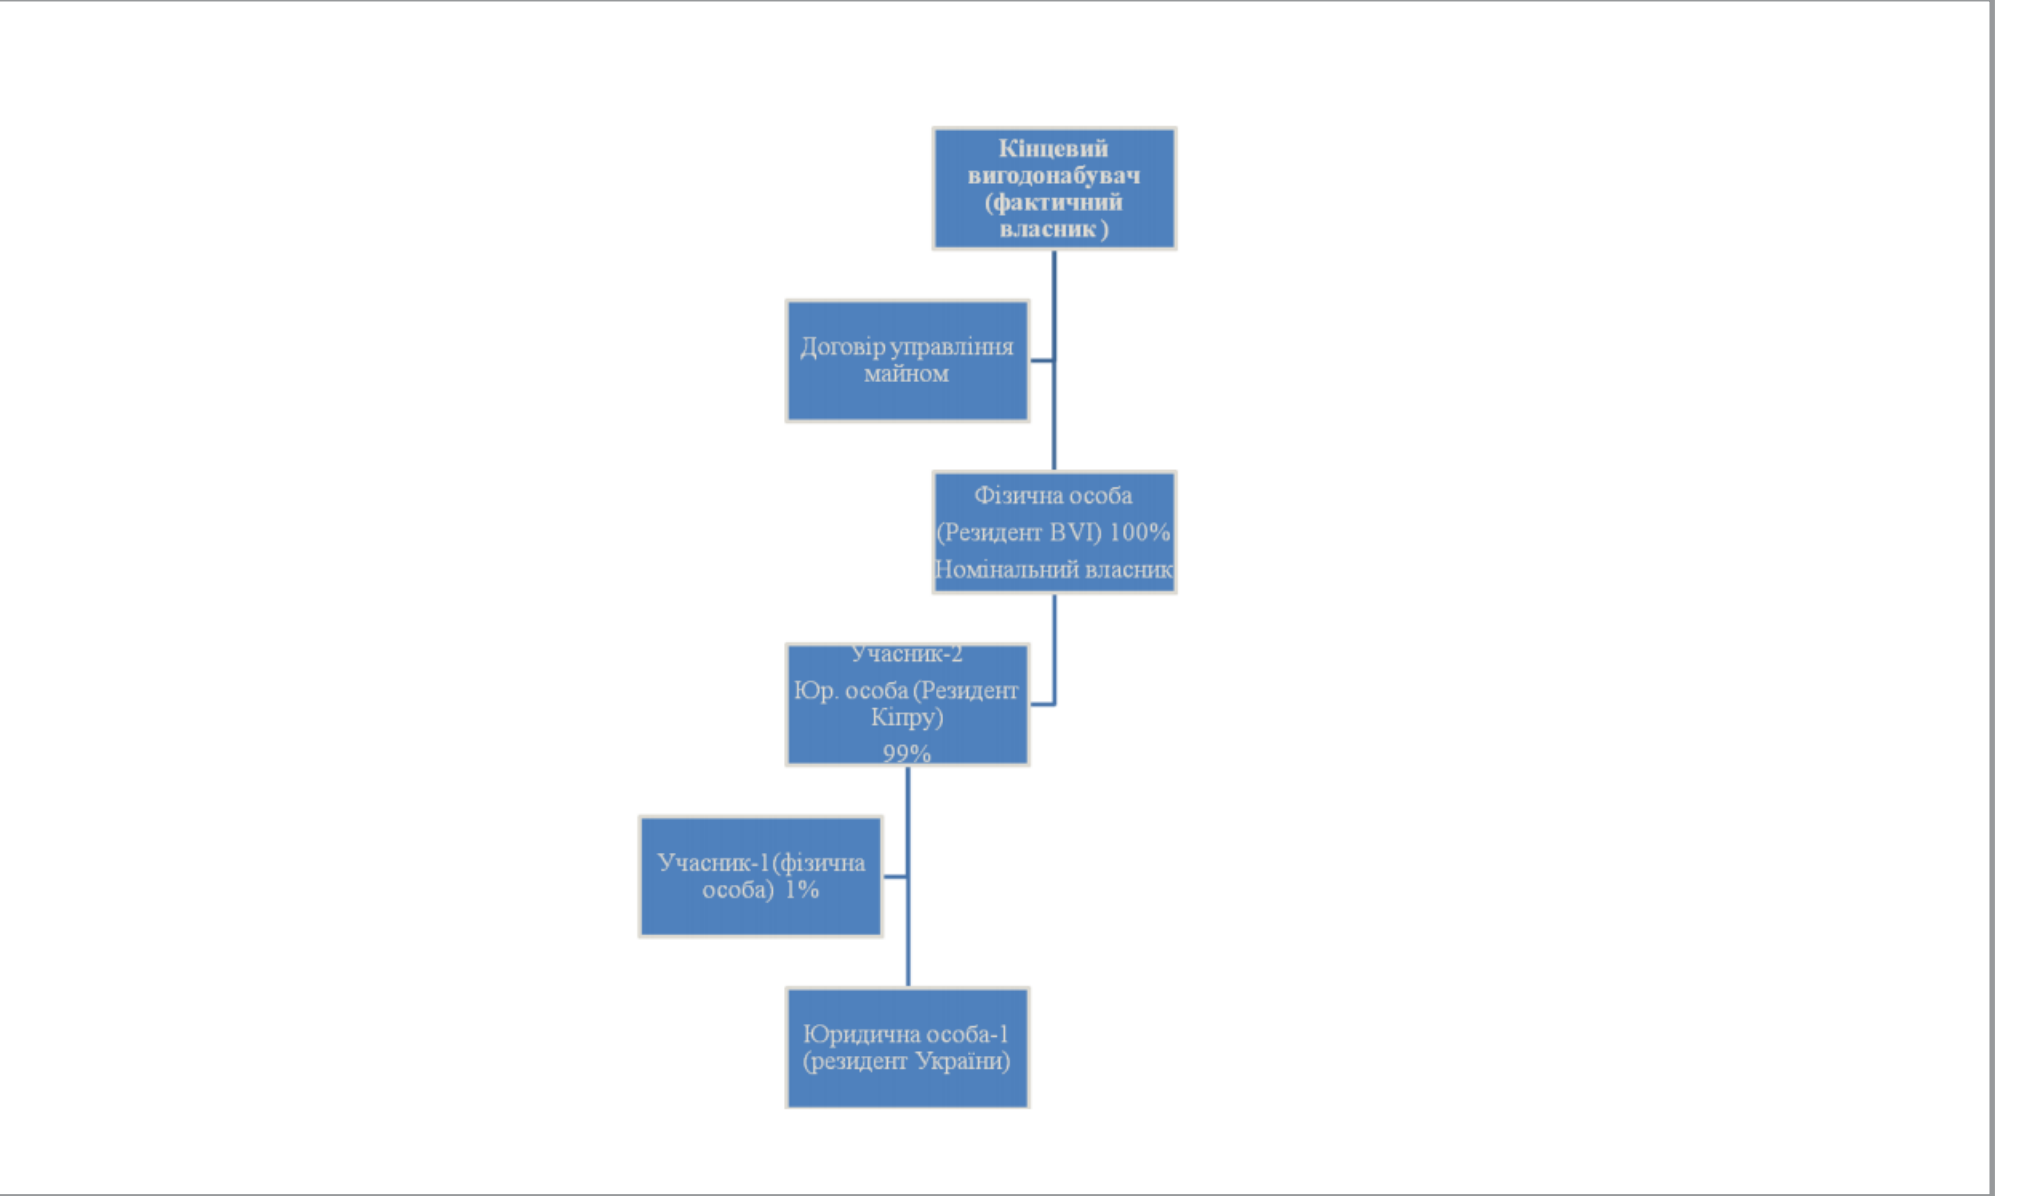 Кінцевий
вигодонабувач
(фактичний
власник )
Договір управління
майном
Фізична особа
(Резидент BVI) 100%
Номінальний власник
Учасник-2
Юр. особа (Резидент
Кіпру)
99%
Учасник-1(фізична
особа) 1%
Юридична особа-1
(резидент України)